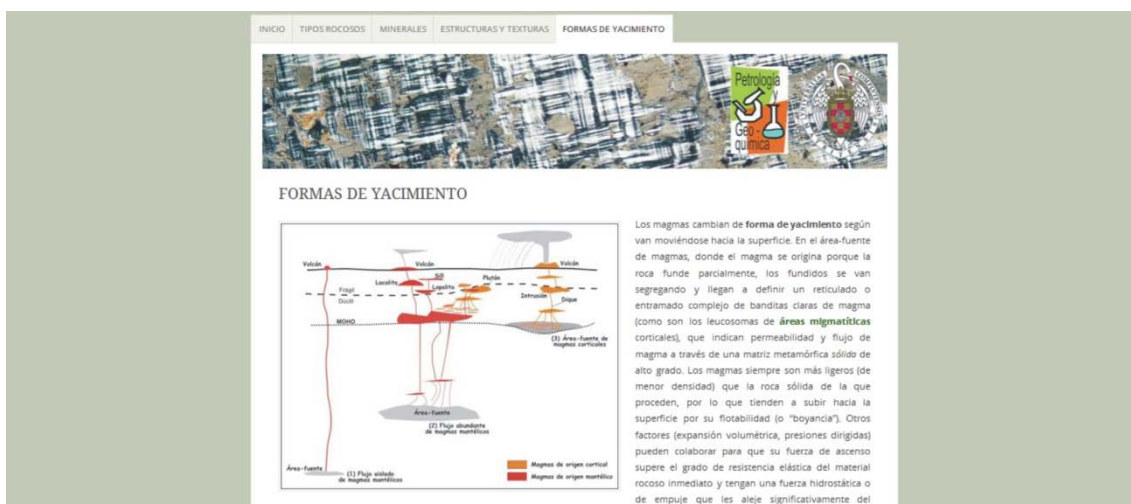 INICIO TIPOS ROCOSOS MINERALES ESTRUCTURAS Y TEXTURAS FORMAS DE YACIMIENTO
Petrología
y
Geo-
química
FORMAS DE YACIMIENTO
Volcán
Volcán
Volcán
Sill
Plutón
Lacolito
Lopolito
Frágil
Dúctil
Intrusión
Dique
MOHO
(3) Área-fuente de
magmas corticales
Área-fuente
(2) Flujo abundante
de magmas mantélicos
Área-fuente
(1) Flujo aislado
de magmas mantélicos
Magmas de origen cortical
Magmas de origen mantélico
Los magmas cambian de forma de yacimiento según
van moviéndose hacia la superficie. En el área-fuente
de magmas, donde el magma se origina porque la
roca funde parcialmente, los fundidos se van
segregando y llegan a definir un reticulado o
entramado complejo de banditas claras de magma
(como son los leucosomas de áreas migmatíticas
corticales), que indican permeabilidad y flujo de
magma a través de una matriz metamórfica sólida de
alto grado. Los magmas siempre son más ligeros (de
menor densidad) que la roca sólida de la que
proceden, por lo que tienden a subir hacia la
superficie por su flotabilidad (o "boyancia"). Otros
factores (expansión volumétrica, presiones dirigidas)
pueden colaborar para que su fuerza de ascenso
supere el grado de resistencia elástica del material
rocoso inmediato y tengan una fuerza hidrostática o
de empuje que les aleje significativamente del